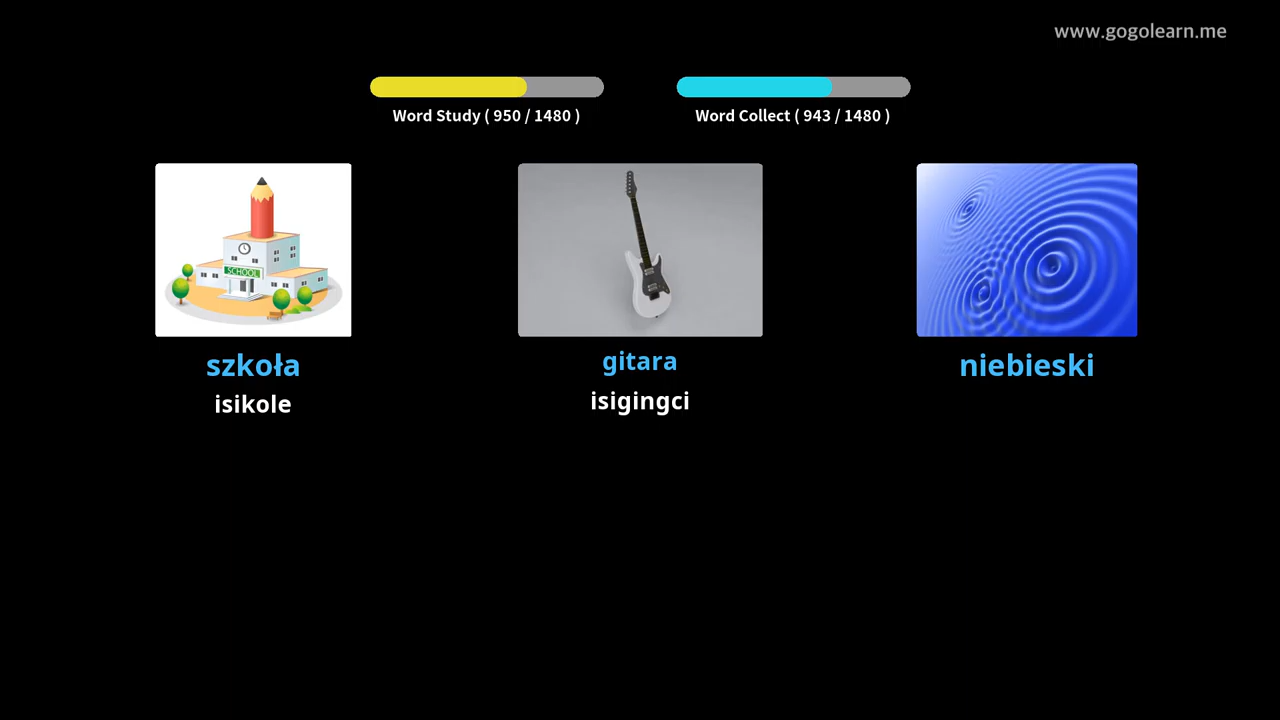 www.gogolearn.me
Word Study ( 950 / 1480 )
Word Collect ( 943 / 1480 )
SCHOOL
szkoła
gitara
niebieski
isikole
isigingci